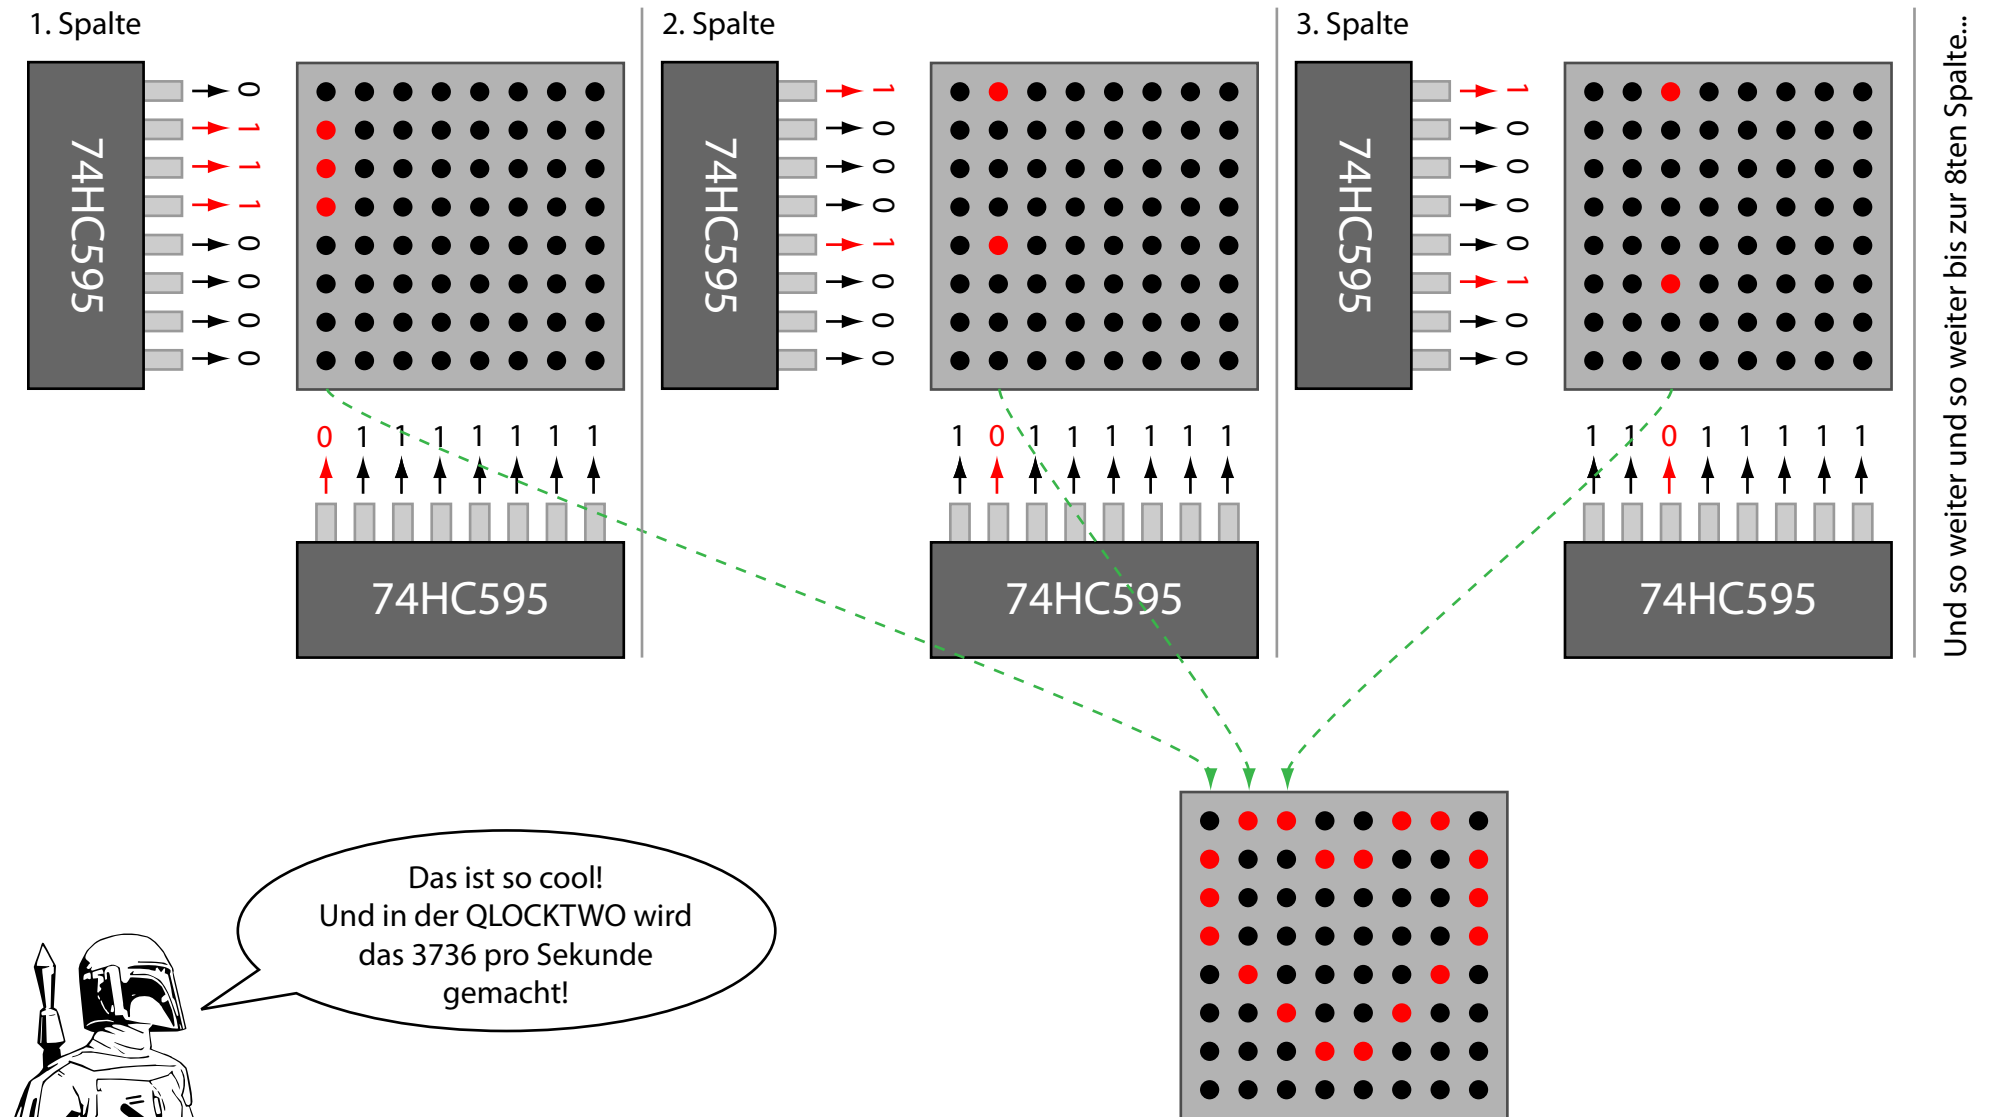 1. Spalte
74HC595
0
1
1
1
0
0
0
0
0 1 1 1 1 1 1 1
74HC595
2. Spalte
74HC595
1
0
0
0
1
0
0
0
1 0 1 1 1 1 1 1
74HC595
3. Spalte
74HC595
1
0
0
0
0
1
0
0
1 1 0 1 1 1 1 1
74HC595
Und so weiter und so weiter bis zur 8ten Spalte...
Das ist so cool!
Und in der QLOCKTWO wird
das 3736 pro Sekunde
gemacht!